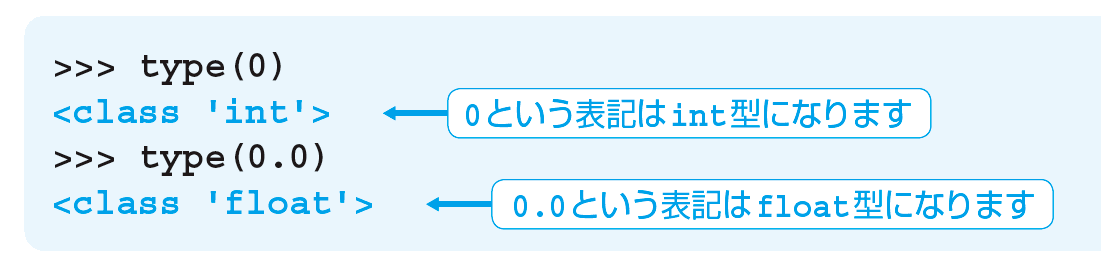 >>> type(0)
<class 'int'>
0という表記はint型になります
>>> type(0.0)
<class 'float'>
0.0という表記はfloat型になります